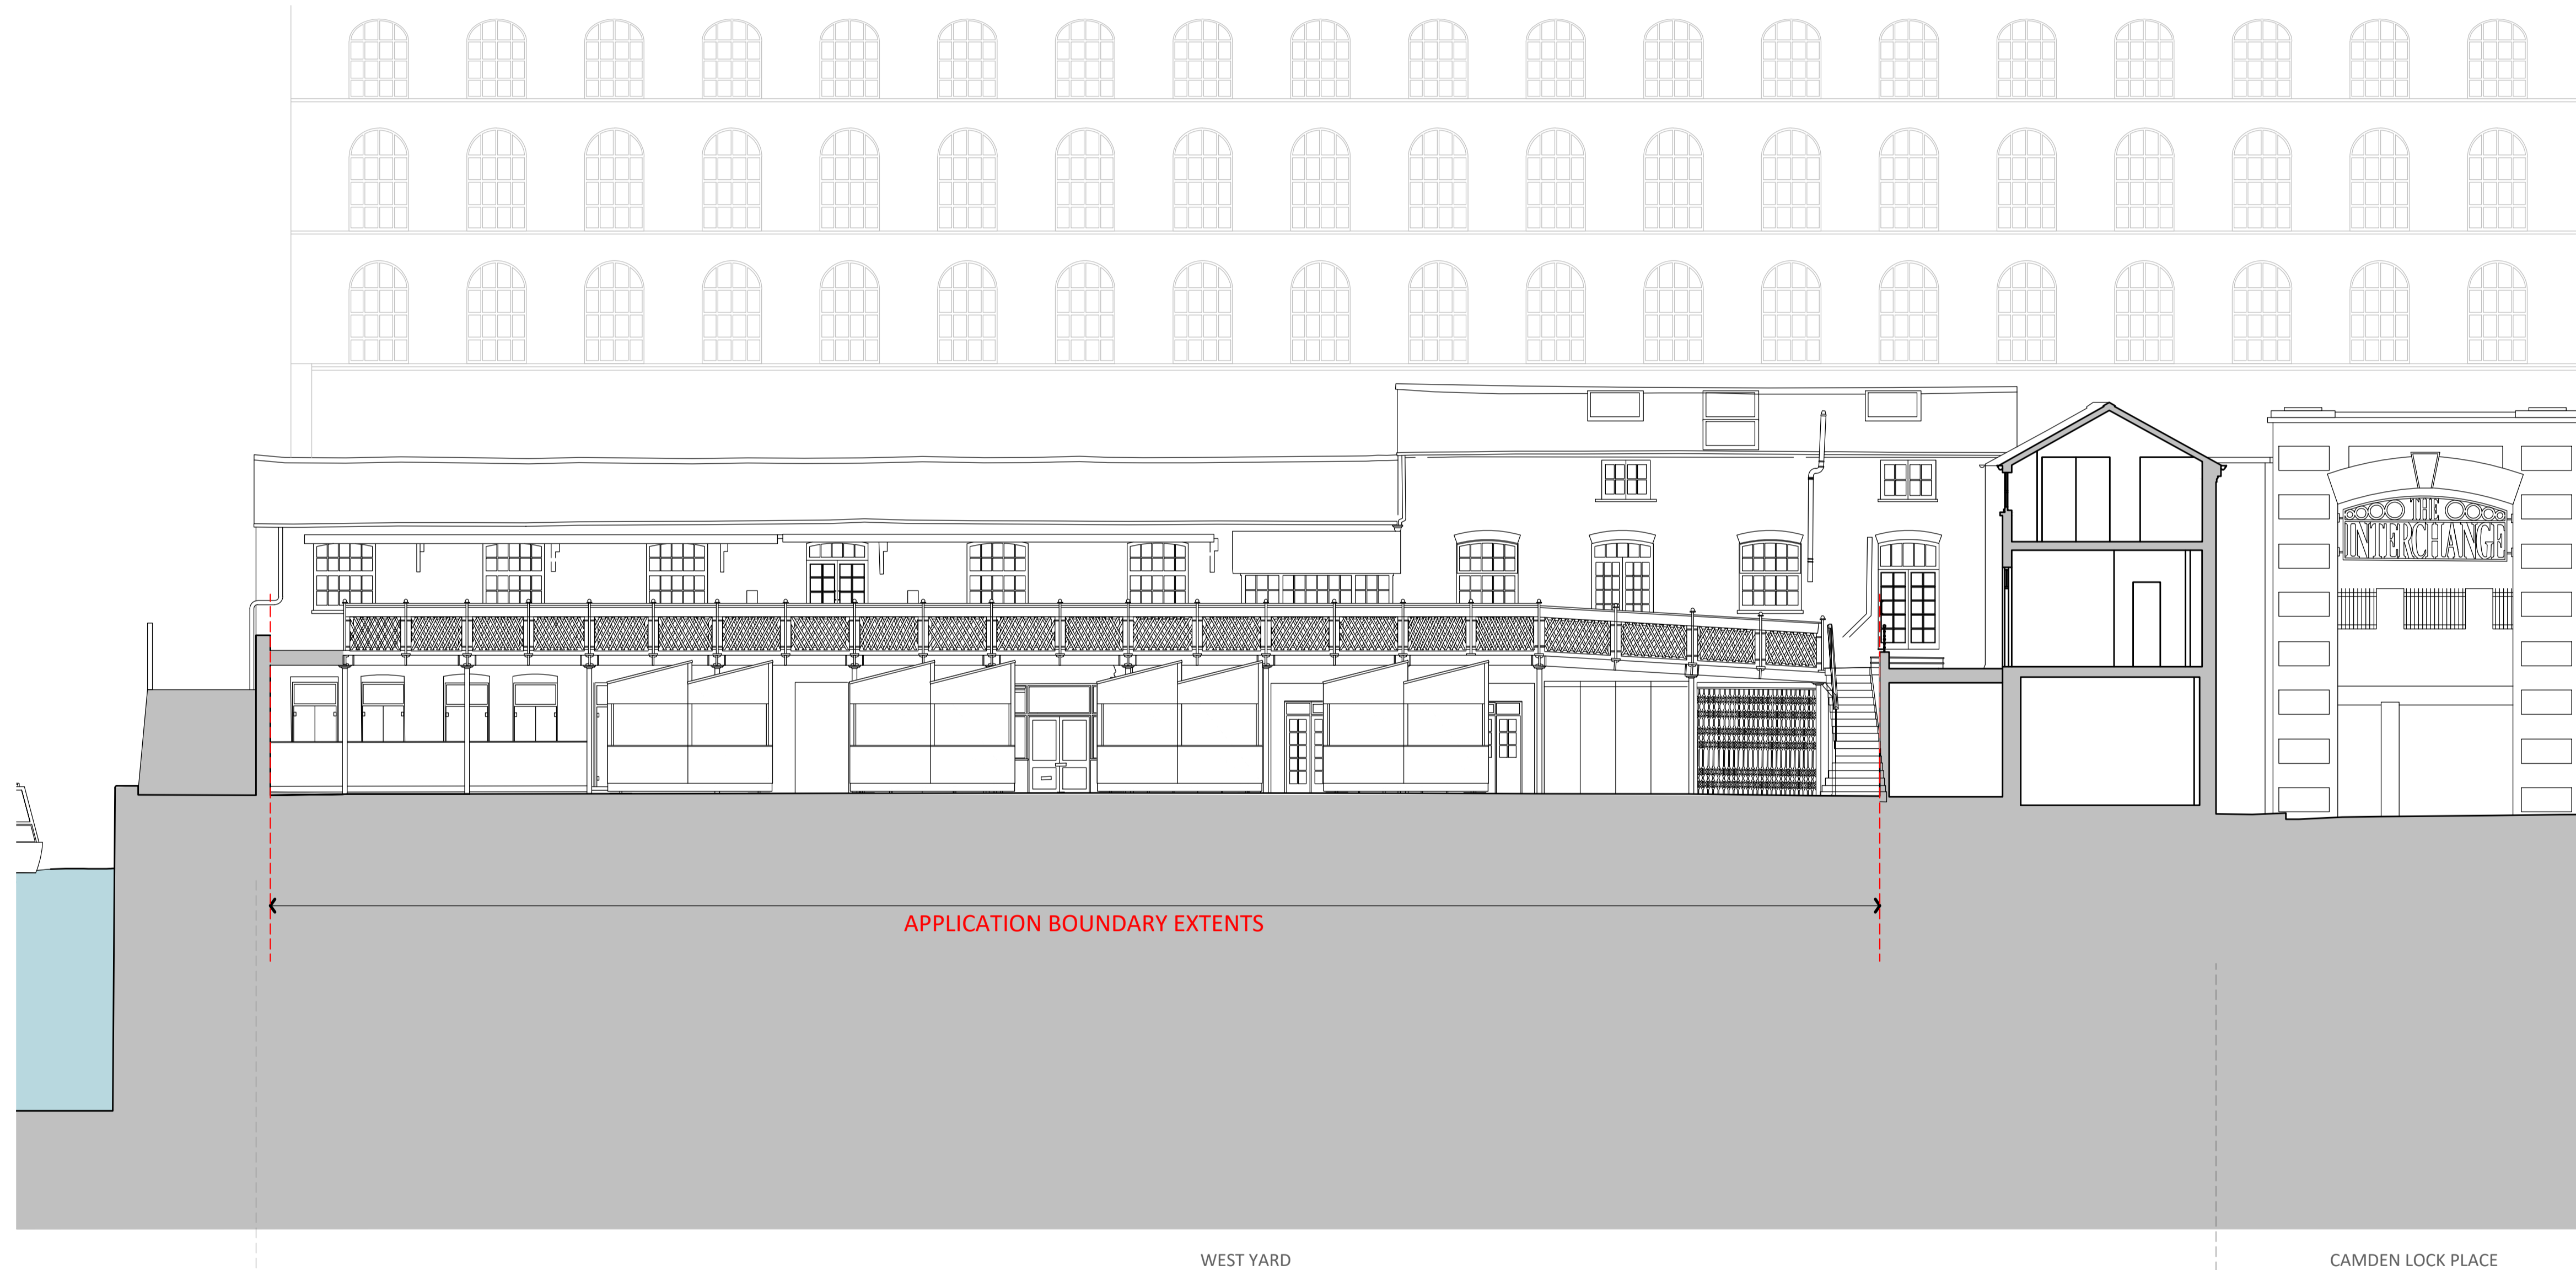 THE
INTERCHANGE
APPLICATION BOUNDARY EXTENTS
WEST YARD
CAMDEN LOCK PLACE